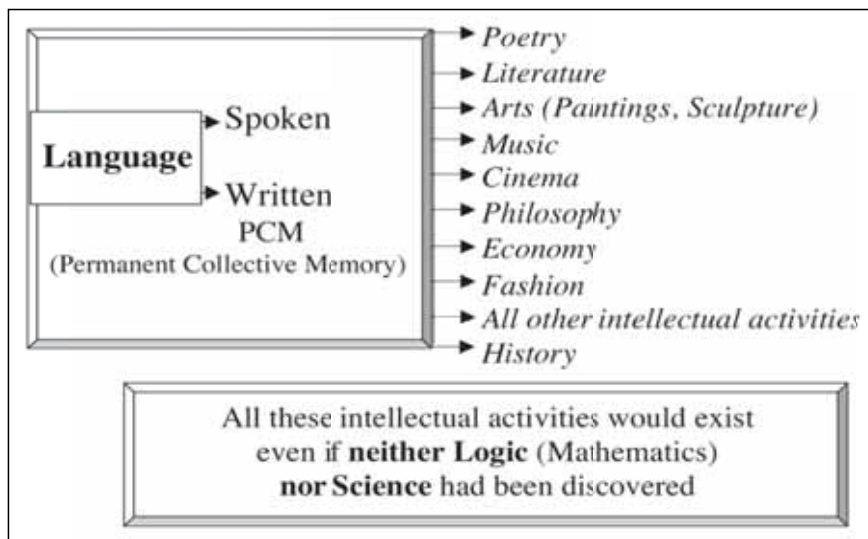 Language
Spoken
Written
PCM
(Permanent Collective Memory)
Poetry
Literature
Arts (Paintings, Sculpture)
Music
Cinema
Philosophy
Economy
Fashion
All other intellectual activities
History
All these intellectual activities would exist
even if neither Logic (Mathematics)
nor Science had been discovered